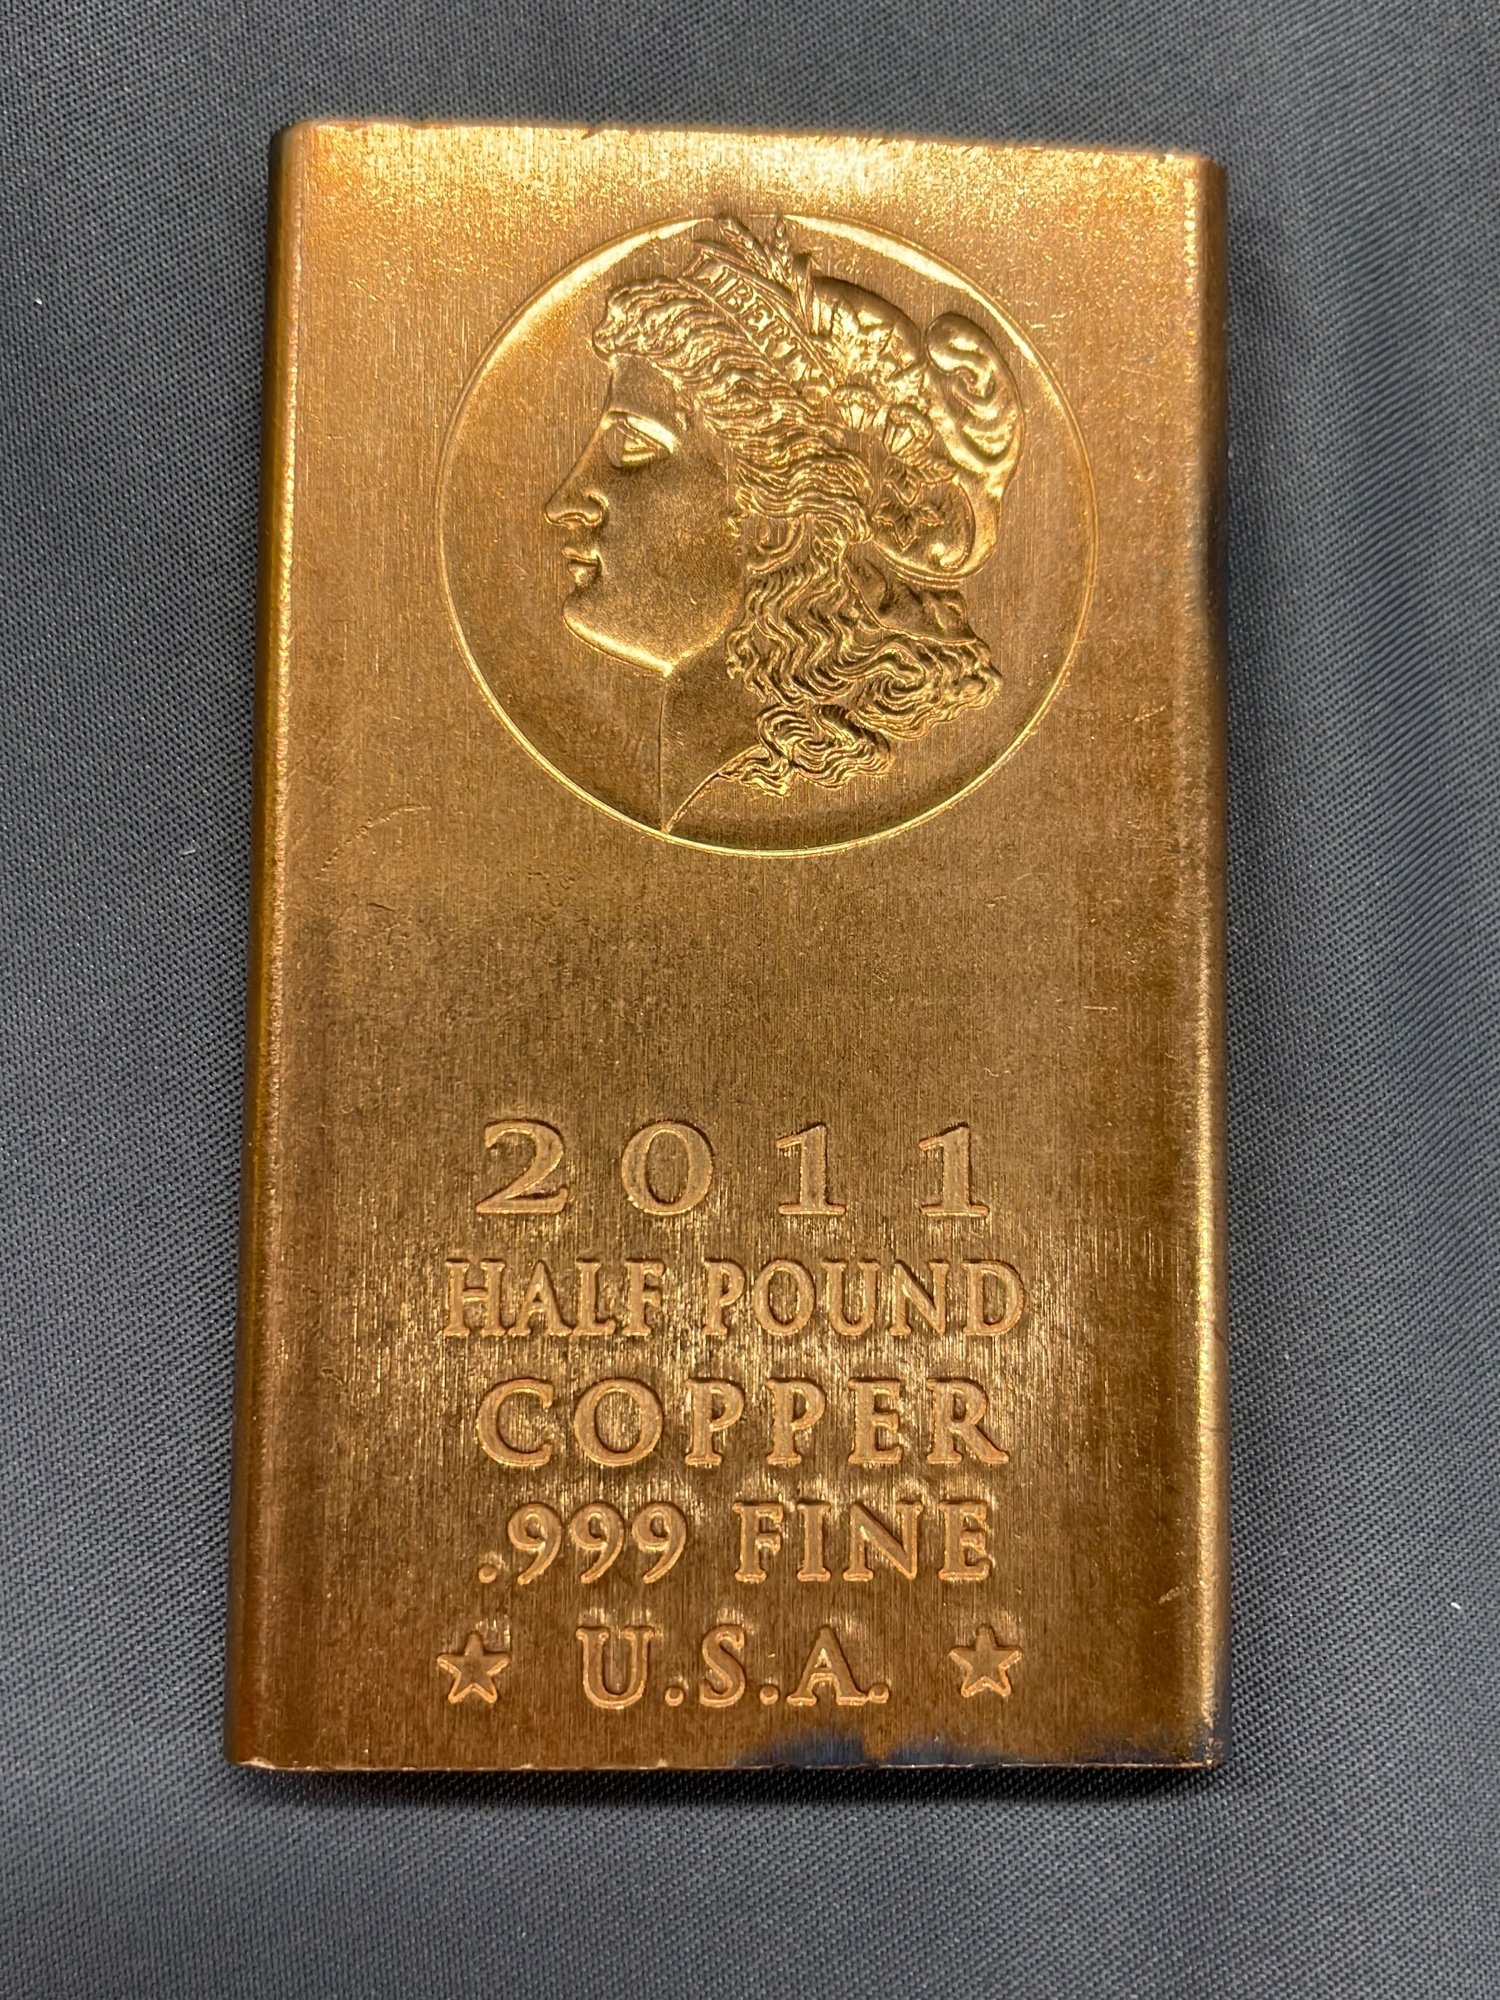 LIBERTY
2011
HALF POUND
COPPER
.999 FINE
★ U.S.A. ★